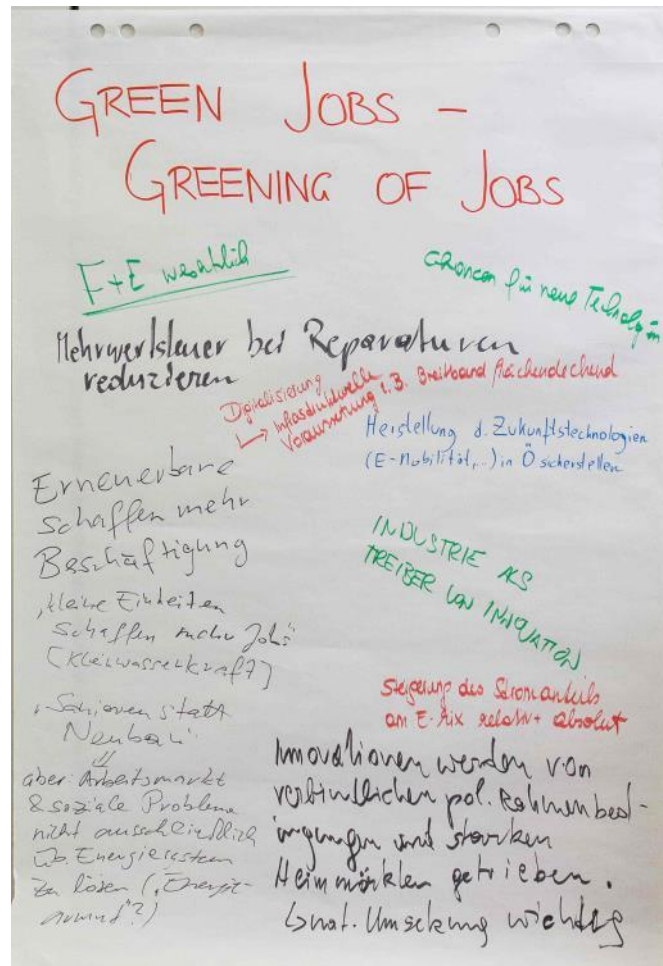 GREEN JOBS –
GREENING OF JOBS
F+E wesentlich
Chancen für neue Technologien
Mehrwertsteuer bei Reparaturen
reduzieren
Digitalisierung
↳ Infrastrukturelle
Voraussetzung z.B. Breitband flächendeckend
Herstellung d. Zukunftstechnologien
(E-Mobilität,..) in Ö sicherstellen
Erneuerbare
schaffen mehr
Beschäftigung
„kleine Einheiten
schaffen mehr Jobs“
(Kleinwasserkraft)
INDUSTRIE ALS
TREIBER VON INNOVATION
„Sanieren statt
Neubau“
⇓
aber: Arbeitsmarkt
& soziale Probleme
nicht ausschließlich
üb. Energiesystem
zu lösen („Energie-
armut“?)
Steigerung des Stromanteils
am E-Mix relativ + absolut
Innovationen werden von
verbindlichen pol. Rahmenbed-
ingungen und starken
Heimmärkten getrieben.
↳ nat. Umsetzung wichtig